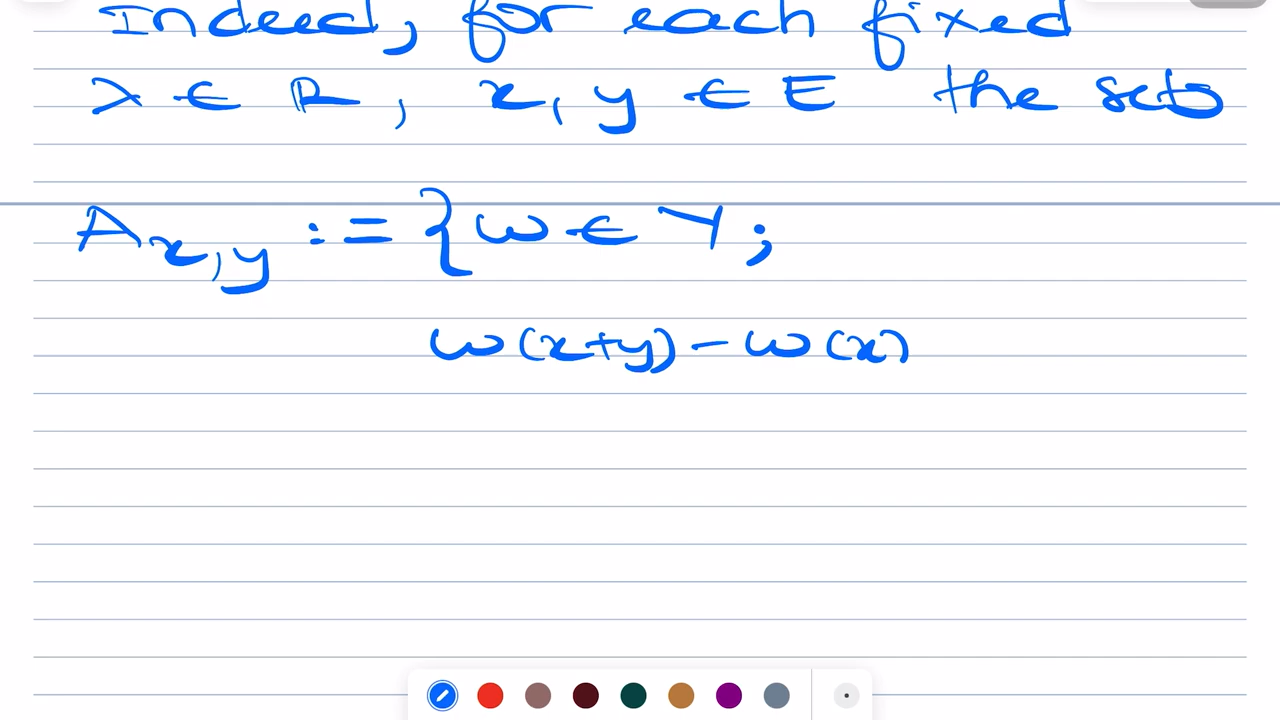 Indeed, for each fixed
λ ∈ R, x, y ∈ E the sets
A_{x,y} := { ω ∈ Y ;
ω(x+y) - ω(x)